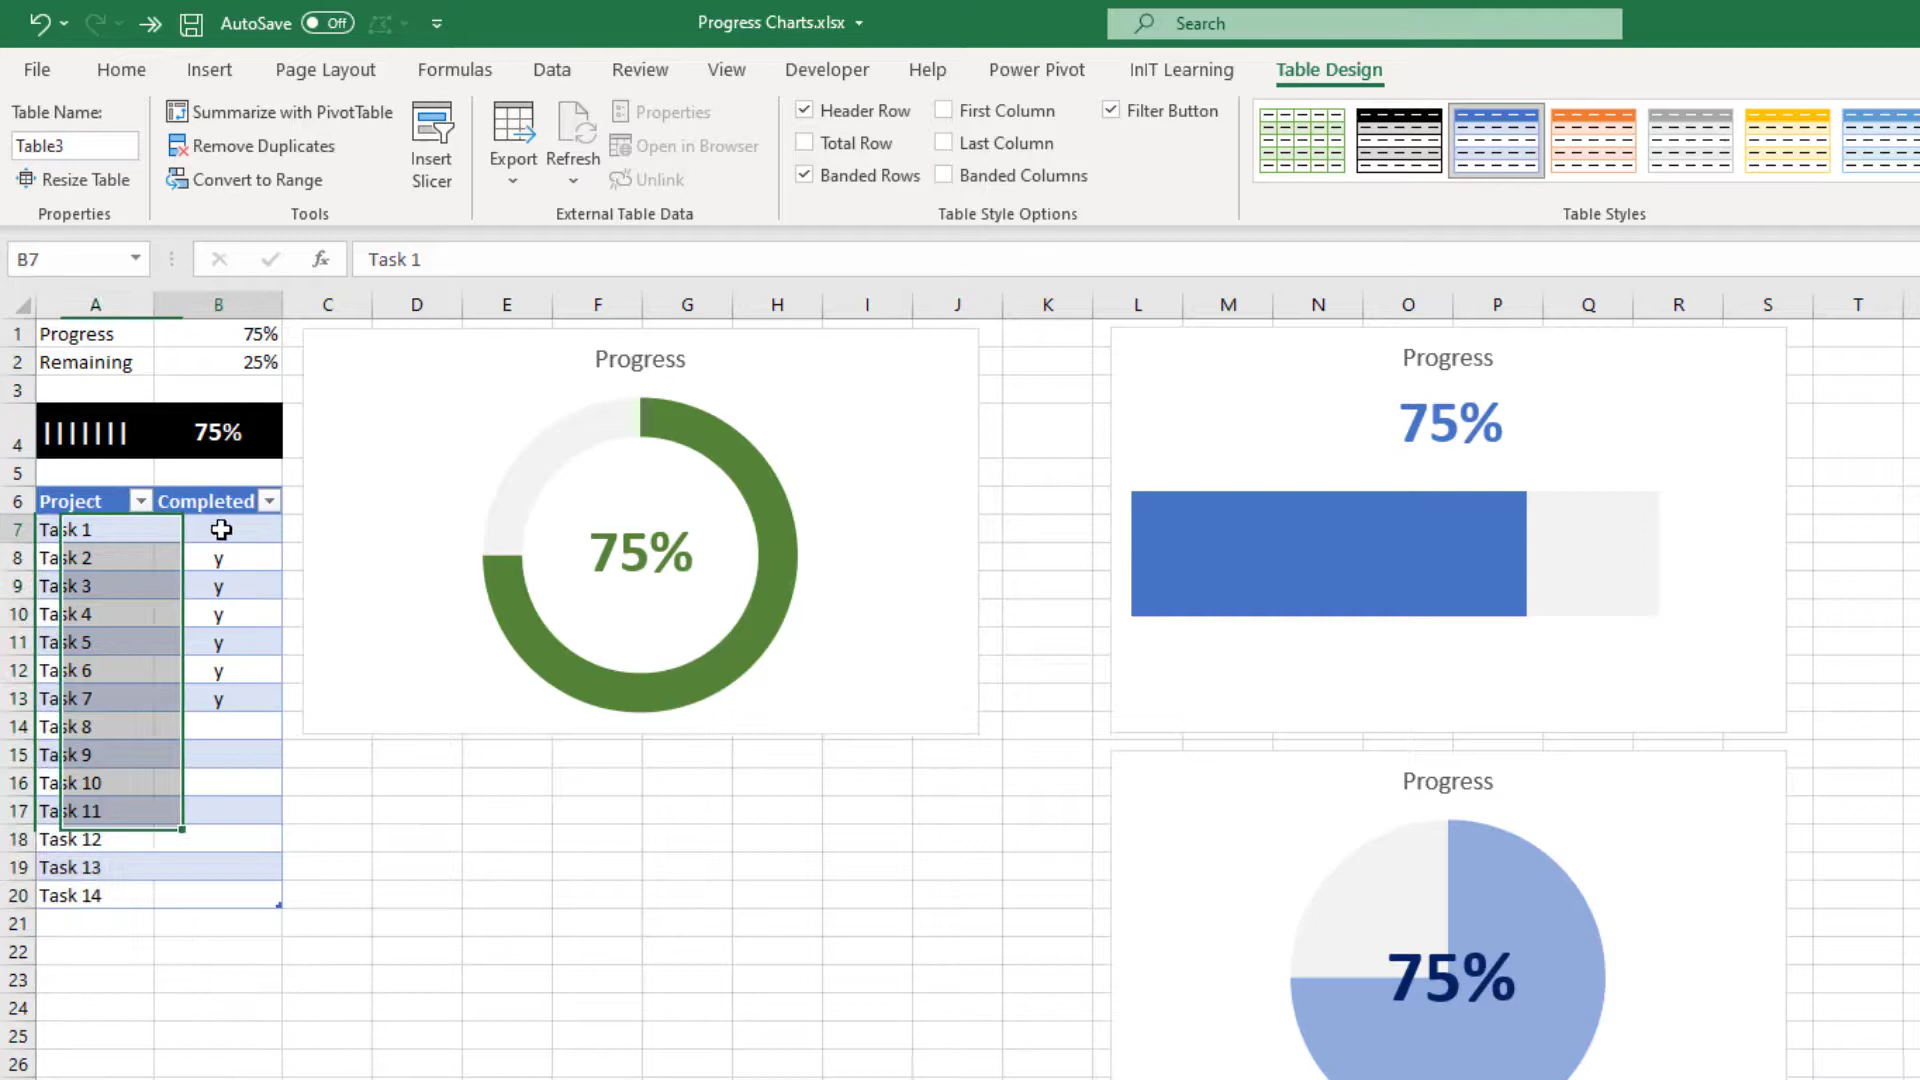 AutoSave Off
Progress Charts.xlsx
Search
File Home Insert Page Layout Formulas Data Review View Developer Help Power Pivot InIT Learning Table Design
Table Name:
Table3
Resize Table
Properties
Summarize with PivotTable
Remove Duplicates
Convert to Range
Tools
Insert
Slicer
Export
Refresh
Properties
Open in Browser
Unlink
External Table Data
Header Row
Total Row
Banded Rows
First Column
Last Column
Banded Columns
Filter Button
Table Style Options
Table Styles
B7
fx
Task 1
A B C D E F G H I J K L M N O P Q R S T
1 Progress 75%
2 Remaining 25%
3
4 ||||||| 75%
5
6 Project Completed
7 Task 1
8 Task 2 y
9 Task 3 y
10 Task 4 y
11 Task 5 y
12 Task 6 y
13 Task 7 y
14 Task 8
15 Task 9
16 Task 10
17 Task 11
18 Task 12
19 Task 13
20 Task 14
21
22
23
24
25
26
Progress
75%
Progress
75%
Progress
75%